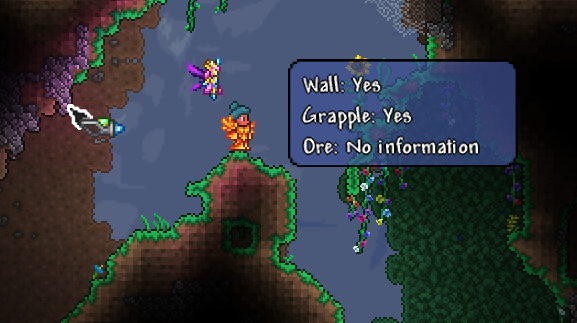 Wall: Yes
Grapple: Yes
Ore: No information